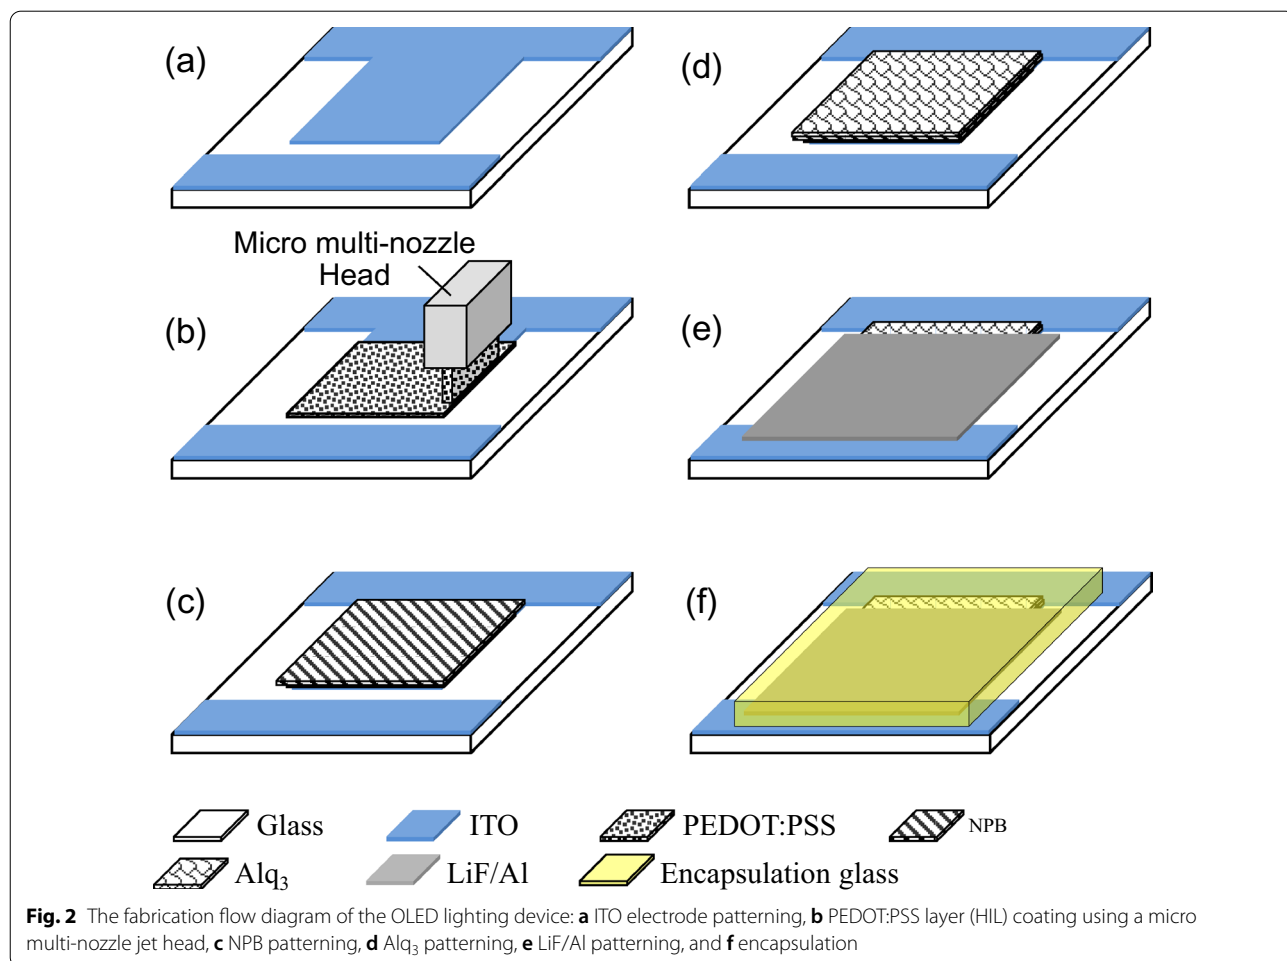 (a)
(d)
Micro multi-nozzle
Head
(b)
(e)
(c)
(f)
Glass ITO PEDOT:PSS NPB
Alq₃ LiF/Al Encapsulation glass
Fig. 2 The fabrication flow diagram of the OLED lighting device: a ITO electrode patterning, b PEDOT:PSS layer (HIL) coating using a micro
multi-nozzle jet head, c NPB patterning, d Alq₃ patterning, e LiF/Al patterning, and f encapsulation